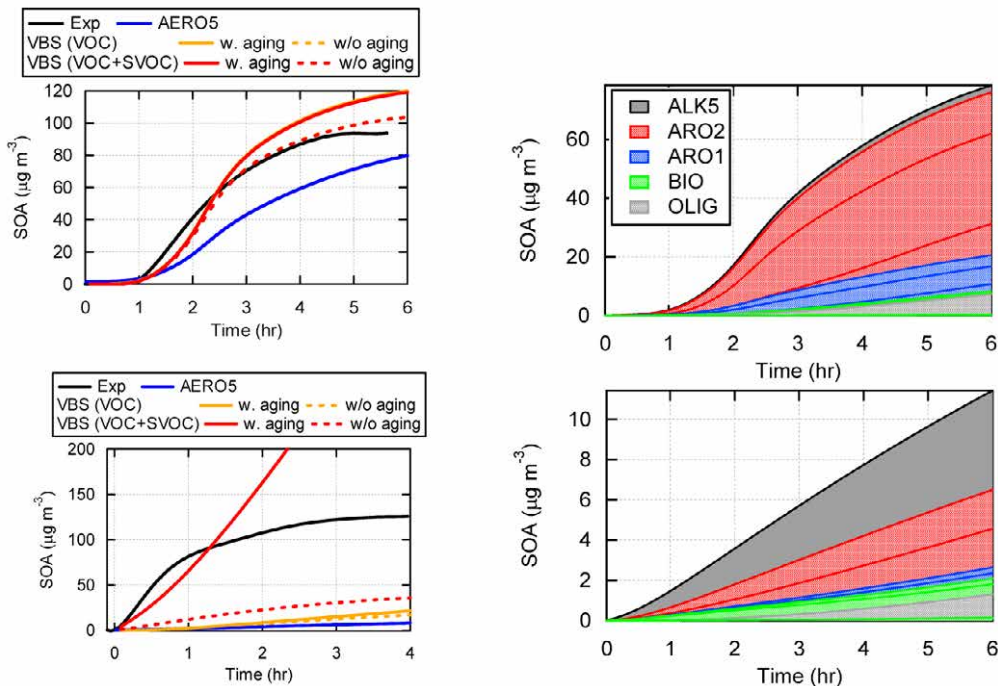 Exp AERO5
VBS (VOC) w. aging w/o aging
VBS (VOC+SVOC) w. aging w/o aging
120
100
80
60
40
20
0
SOA (μg m⁻³)
0 1 2 3 4 5 6
Time (hr)
ALK5
ARO2
ARO1
BIO
OLIG
60
40
20
0
SOA (μg m⁻³)
0 1 2 3 4 5 6
Time (hr)
Exp AERO5
VBS (VOC) w. aging w/o aging
VBS (VOC+SVOC) w. aging w/o aging
200
150
100
50
0
SOA (μg m⁻³)
0 1 2 3 4
Time (hr)
10
8
6
4
2
0
SOA (μg m⁻³)
0 1 2 3 4 5 6
Time (hr)